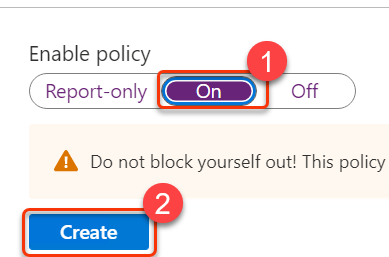 Enable policy
1
Report-only On Off
Do not block yourself out! This policy
2
Create